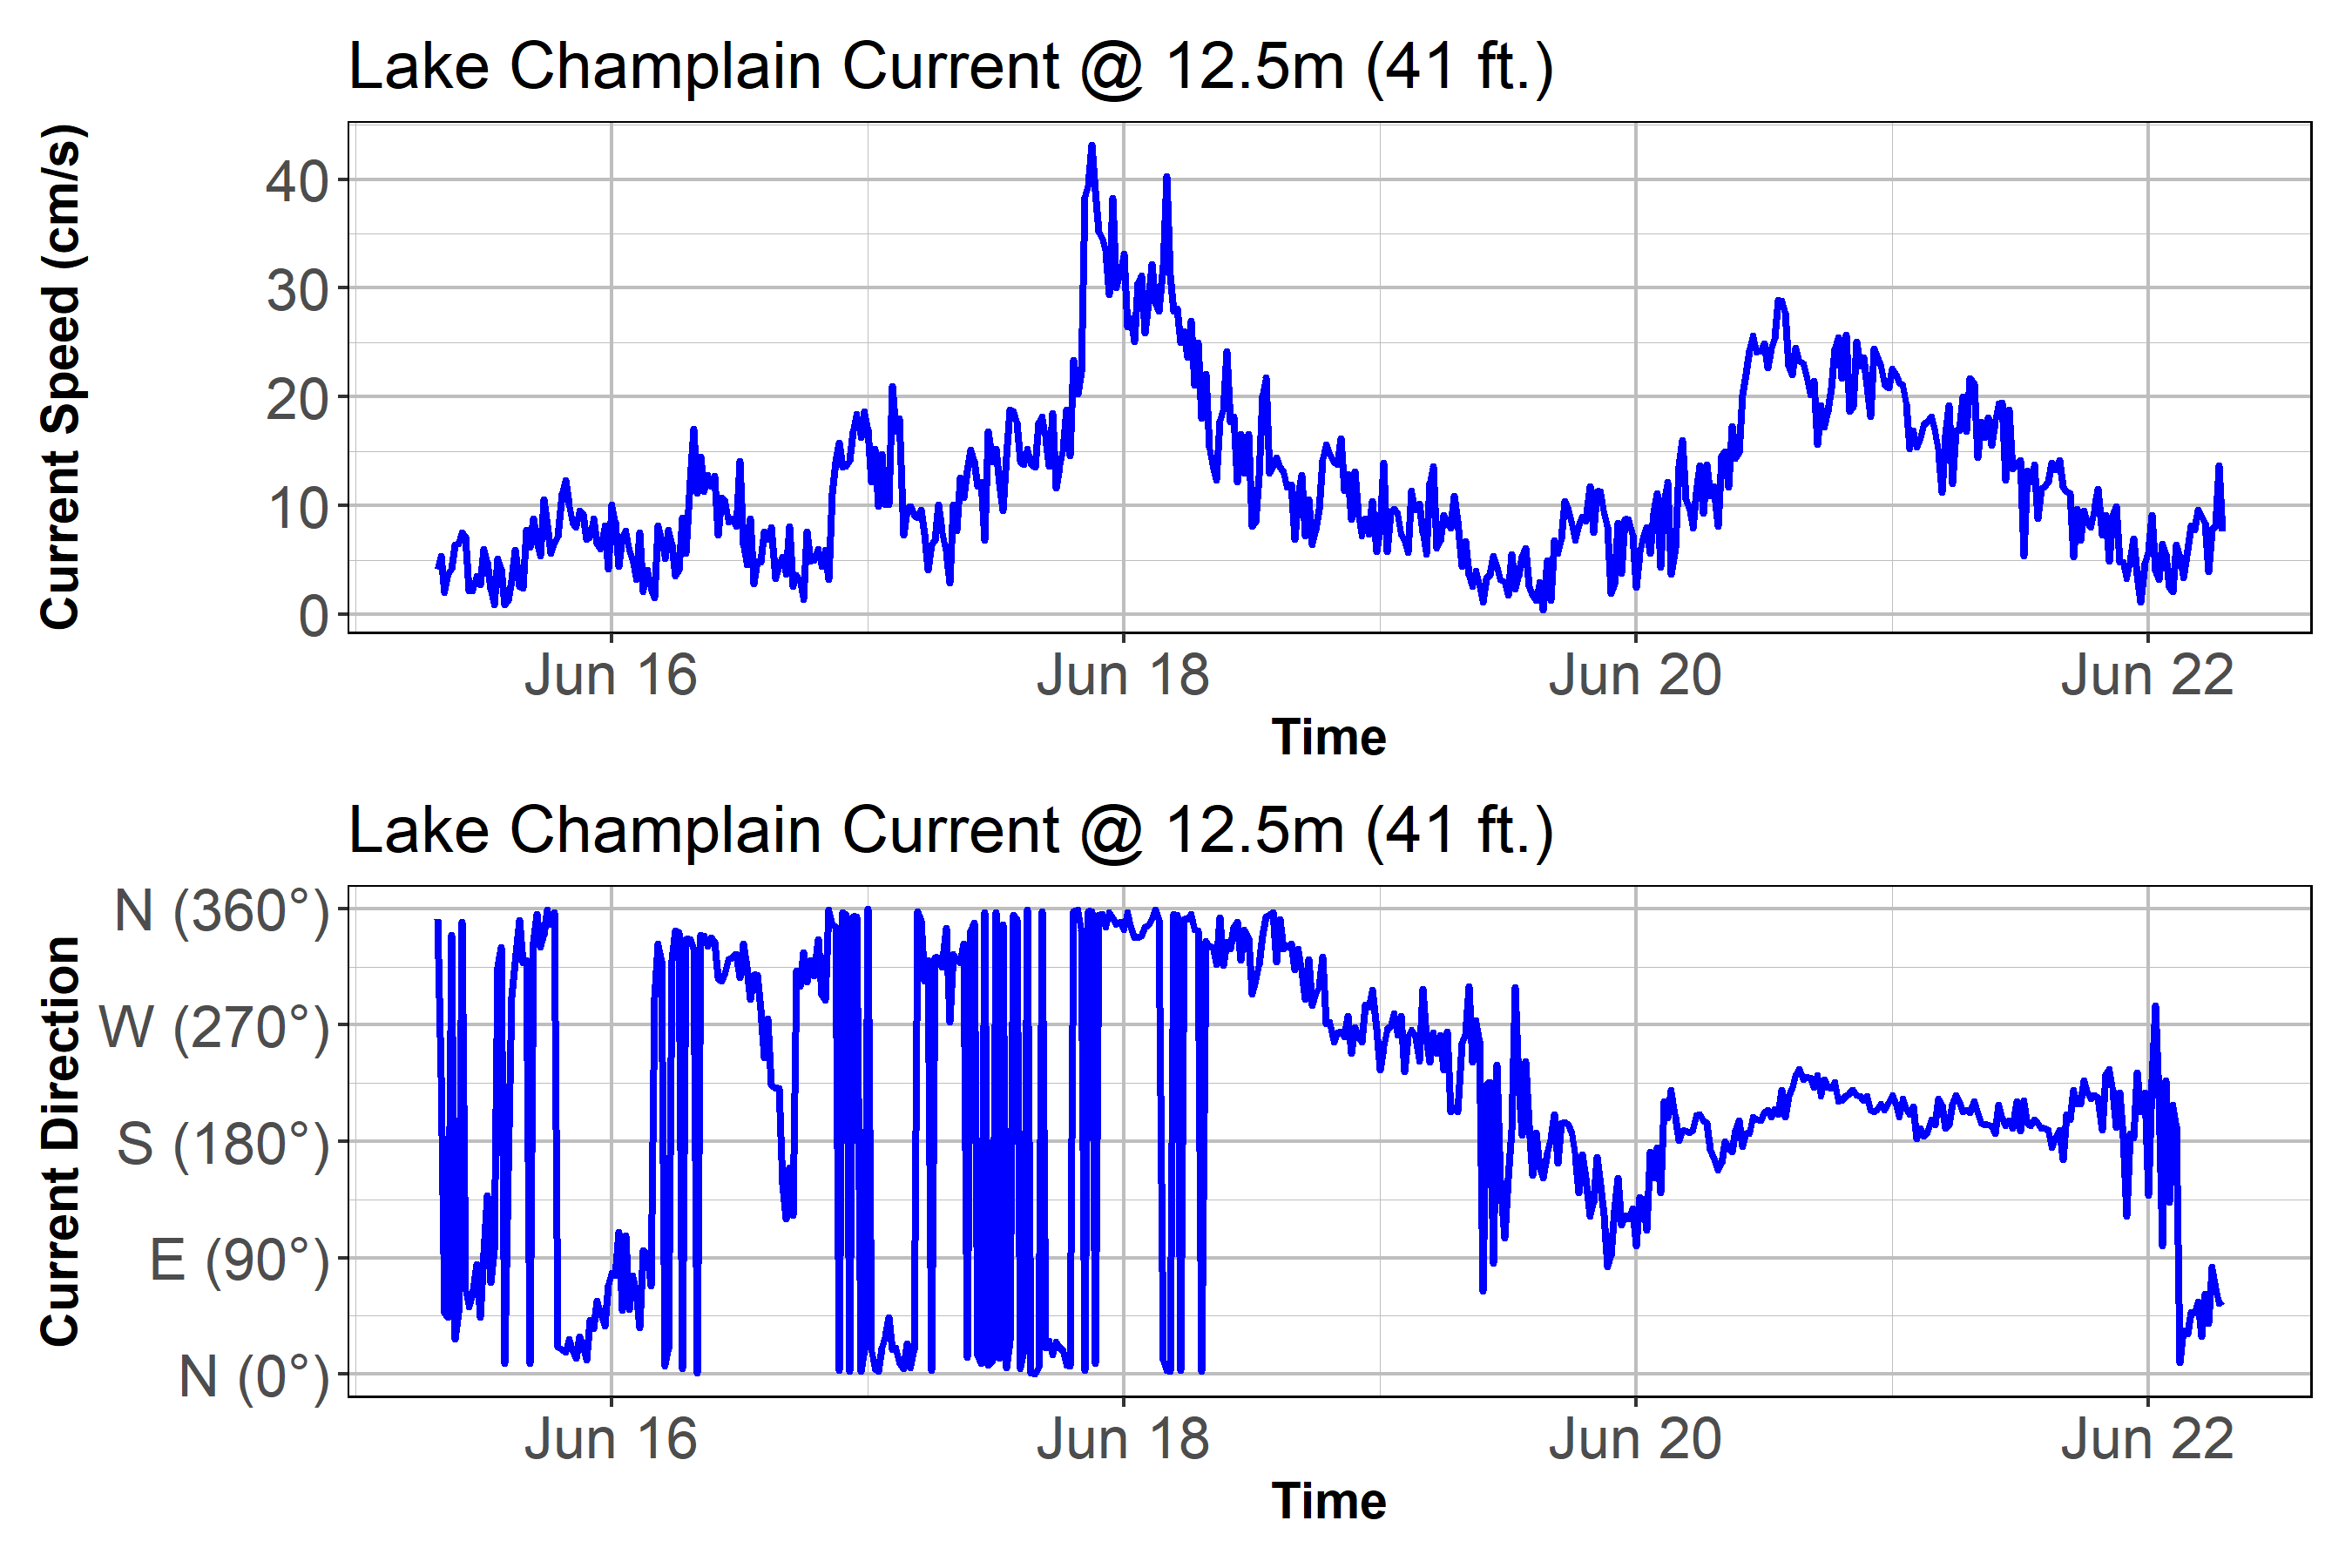 Lake Champlain Current @ 12.5m (41 ft.)
Current Speed (cm/s)
40
30
20
10
0
Jun 16 Jun 18 Jun 20 Jun 22
Time
Lake Champlain Current @ 12.5m (41 ft.)
Current Direction
N (360°)
W (270°)
S (180°)
E (90°)
N (0°)
Jun 16 Jun 18 Jun 20 Jun 22
Time